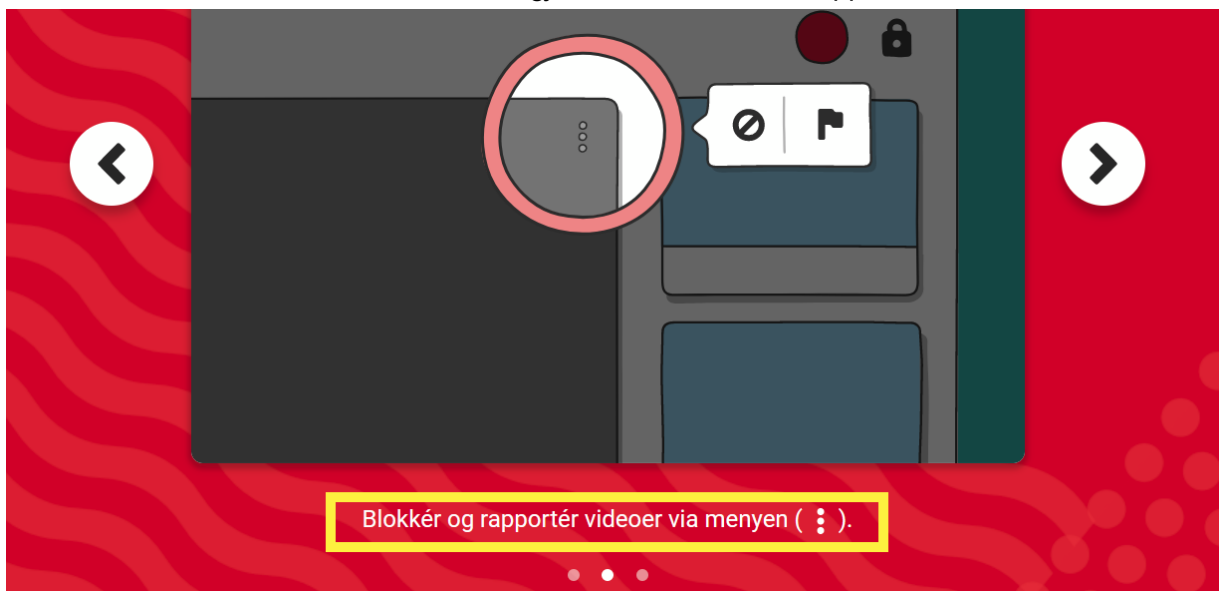 Blokkér og rapportér videoer via menyen ( ⋮ ).